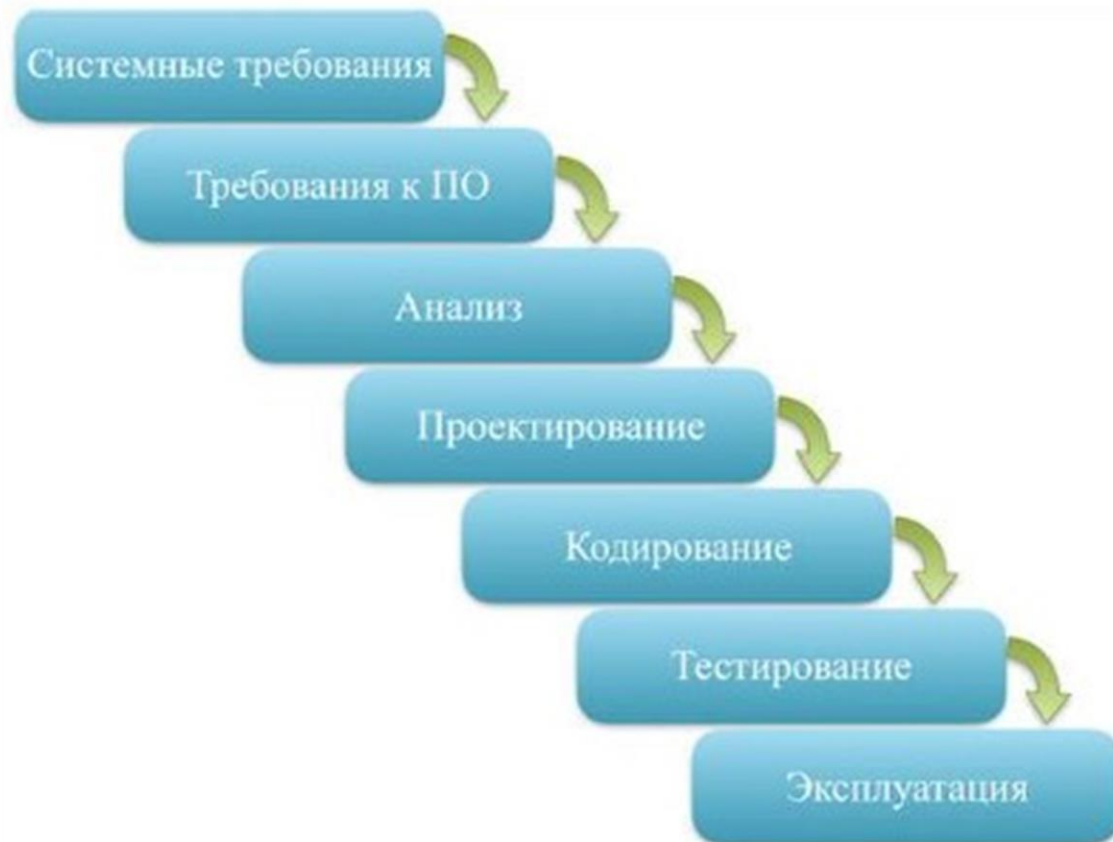 Системные требования
Требования к ПО
Анализ
Проектирование
Кодирование
Тестирование
Эксплуатация